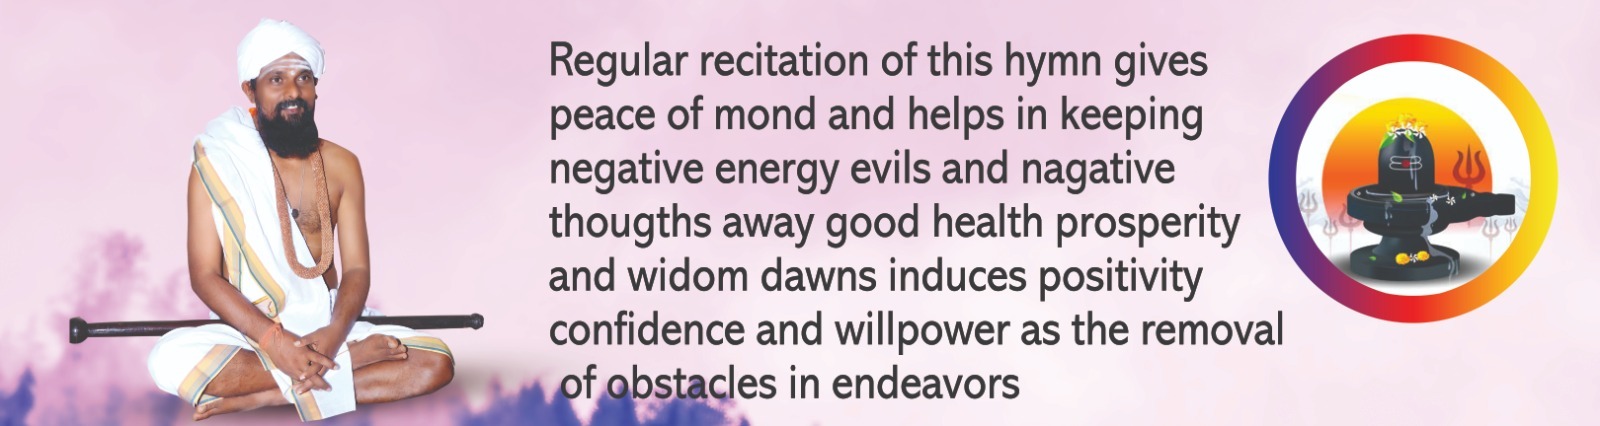 Regular recitation of this hymn gives
peace of mond and helps in keeping
negative energy evils and nagative
thougths away good health prosperity
and widom dawns induces positivity
confidence and willpower as the removal
of obstacles in endeavors